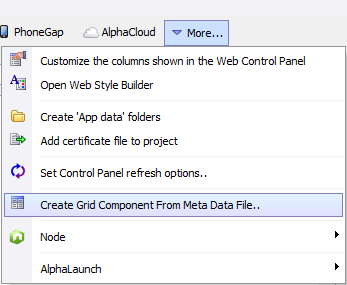 PhoneGap AlphaCloud More...
Customize the columns shown in the Web Control Panel
Open Web Style Builder
Create 'App data' folders
Add certificate file to project
Set Control Panel refresh options..
Create Grid Component From Meta Data File..
Node
AlphaLaunch